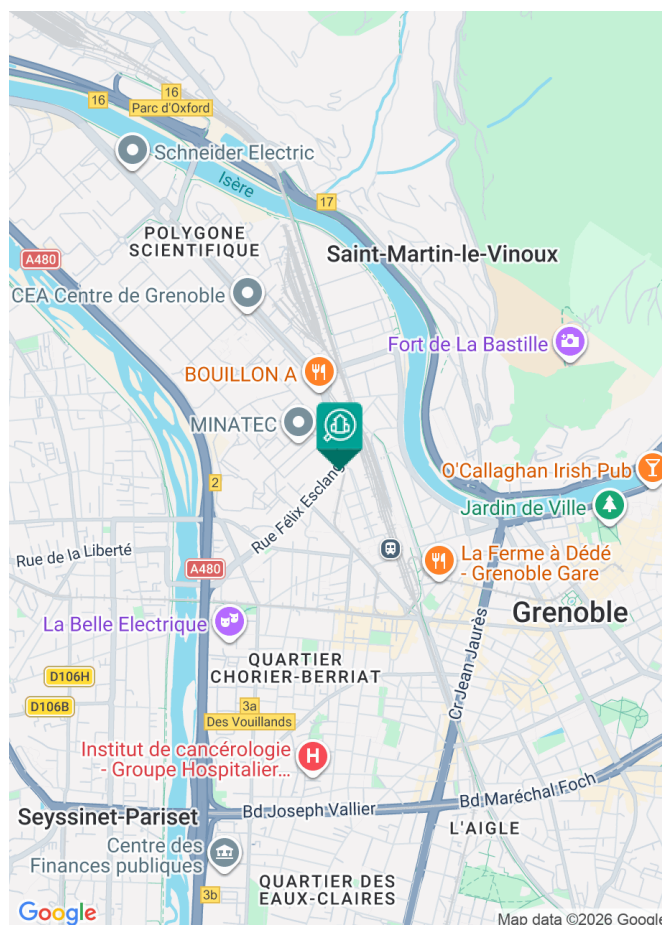 16
16
Parc d'Oxford
Schneider Electric
Isère
17
POLYGONE
SCIENTIFIQUE
Saint-Martin-le-Vinoux
A480
CEA Centre de Grenoble
Fort de La Bastille
BOUILLON A
MINATEC
O'Callaghan Irish Pub
2
Jardin de Ville
Rue Félix Esclang
Rue de la Liberté
La Ferme à Dédé
- Grenoble Gare
A480
Grenoble
La Belle Electrique
QUARTIER
CHORIER-BERRIAT
Cr Jean Jaurès
D106H
D106B
3a
Des Vouillands
Institut de cancérologie
- Groupe Hospitalier...
H
Bd Maréchal Foch
Bd Joseph Vallier
Seyssinet-Pariset
L'AIGLE
Centre des
Finances publiques
3b
QUARTIER DES
EAUX-CLAIRES
Google
Map data ©2026 Google